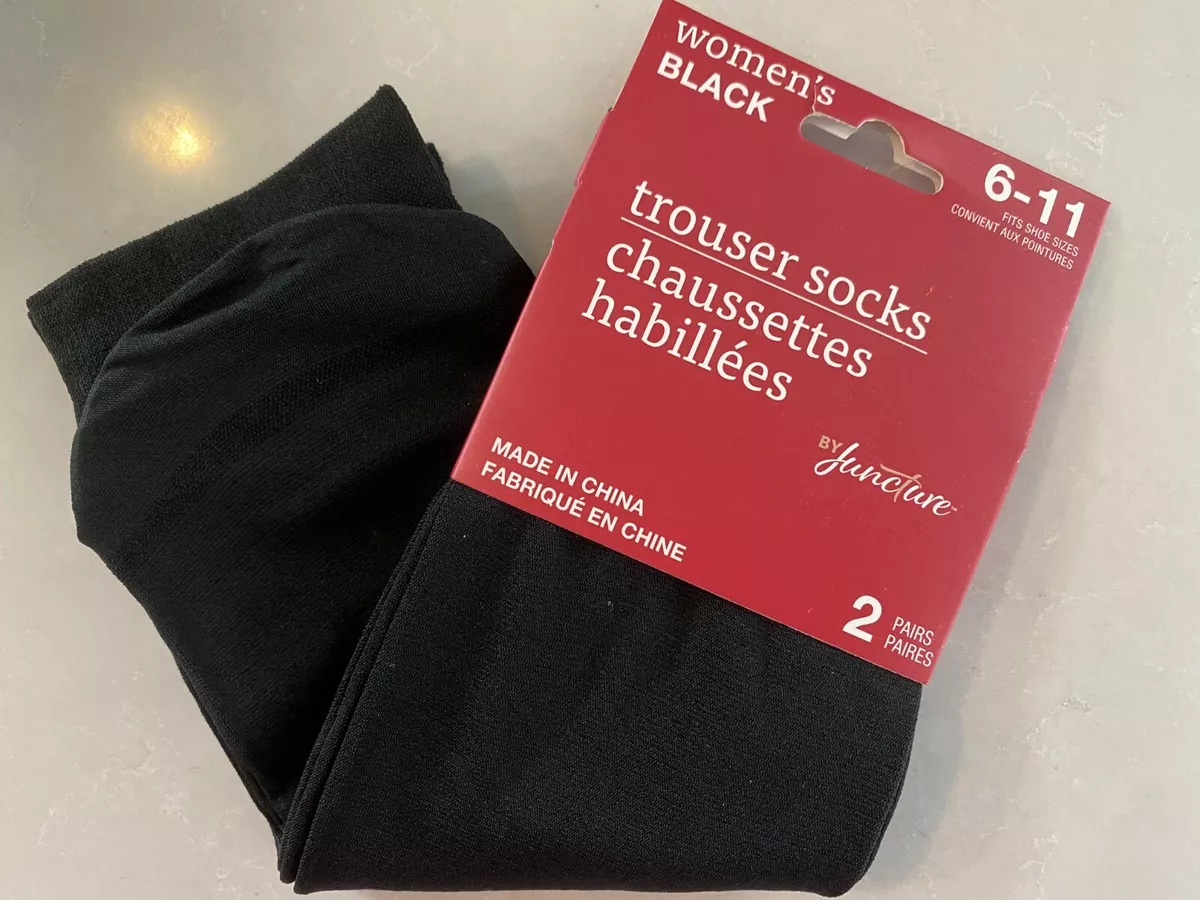 women's
BLACK
6-11
FITS SHOE SIZES
CONVIENT AUX POINTURES
trouser socks
chaussettes
habillées
BY Juncture™
MADE IN CHINA
FABRIQUÉ EN CHINE
2 PAIRS
PAIRES